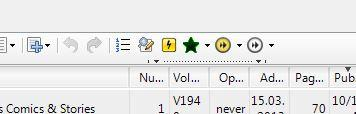 Nu... Vol... Op... Ad... Pag... Pub.
s Comics & Stories 1 V194 never 15.03. 70 10/1